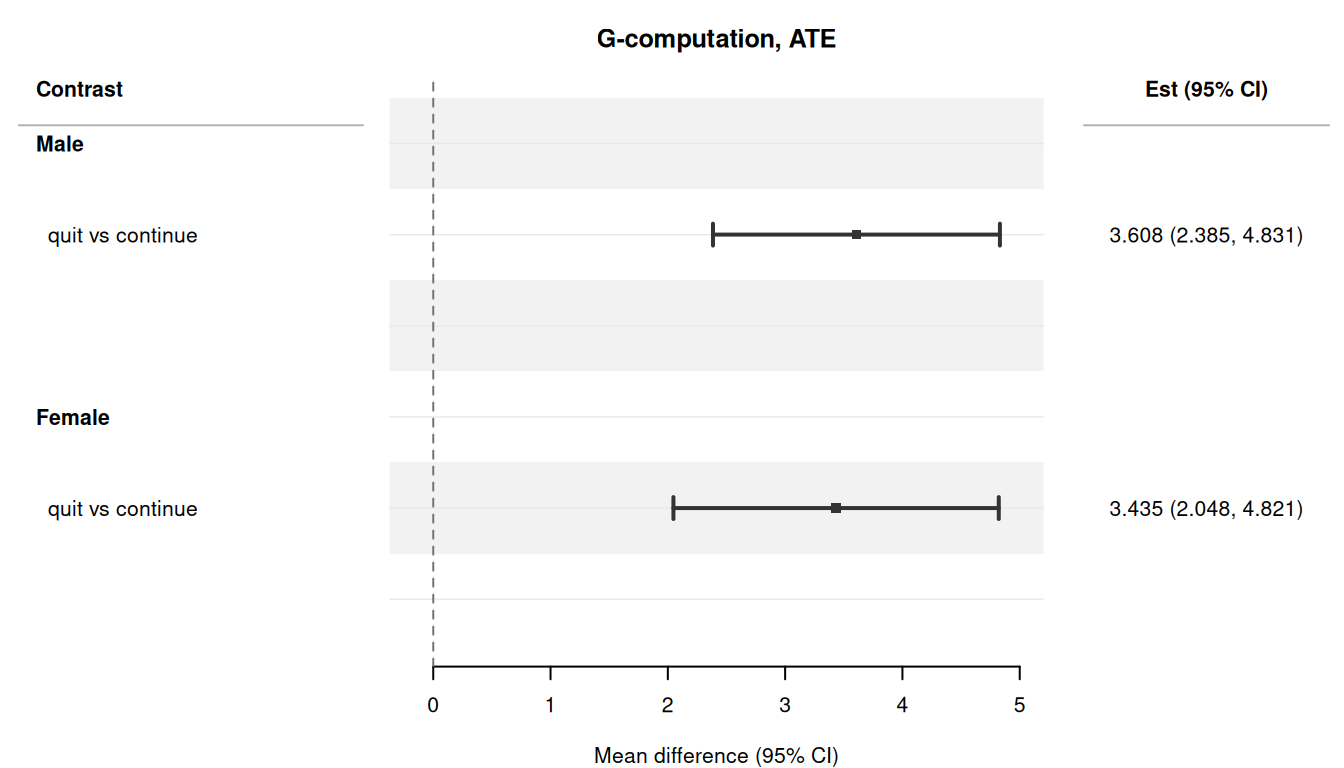 G-computation, ATE
Contrast Est (95% CI)
Male
quit vs continue 3.608 (2.385, 4.831)
Female
quit vs continue 3.435 (2.048, 4.821)
0 1 2 3 4 5
Mean difference (95% CI)